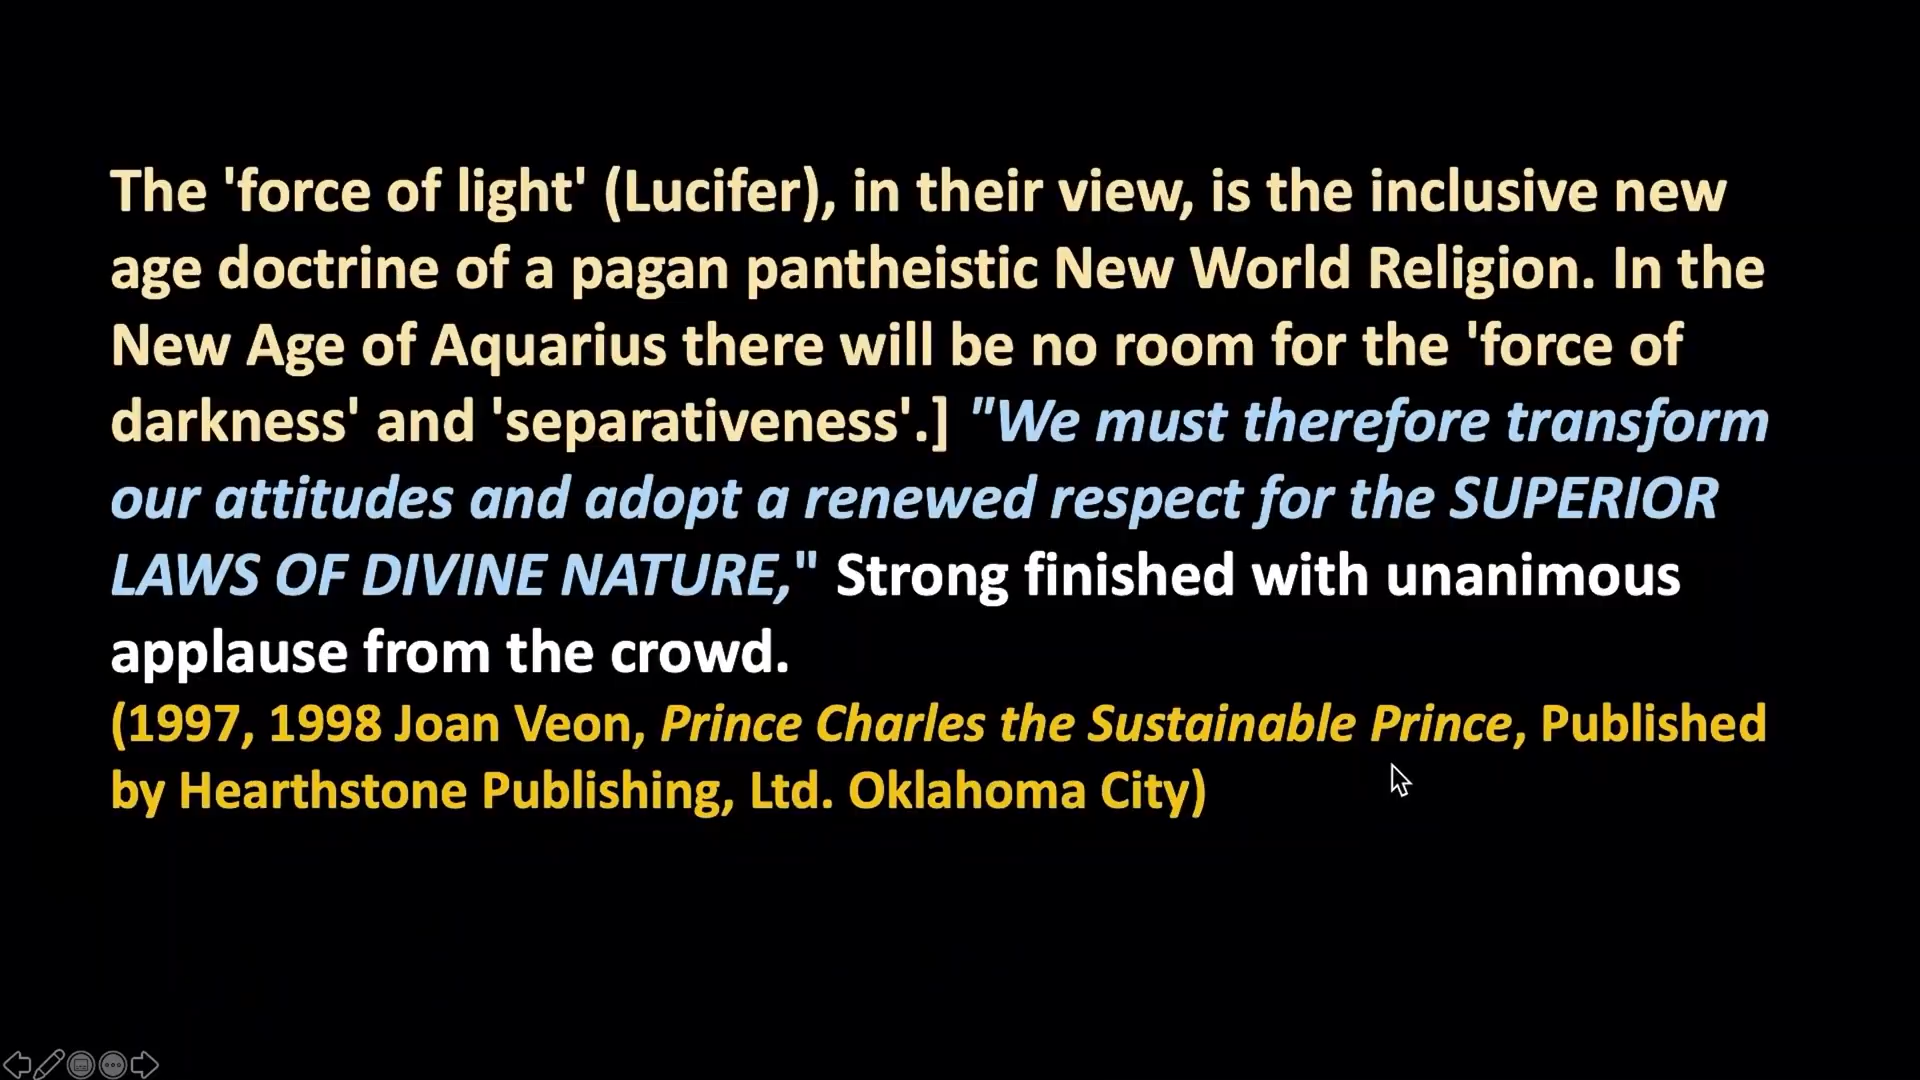 The 'force of light' (Lucifer), in their view, is the inclusive new
age doctrine of a pagan pantheistic New World Religion. In the
New Age of Aquarius there will be no room for the 'force of
darkness' and 'separativeness'.] "We must therefore transform
our attitudes and adopt a renewed respect for the SUPERIOR
LAWS OF DIVINE NATURE," Strong finished with unanimous
applause from the crowd.
(1997, 1998 Joan Veon, Prince Charles the Sustainable Prince, Published
by Hearthstone Publishing, Ltd. Oklahoma City)